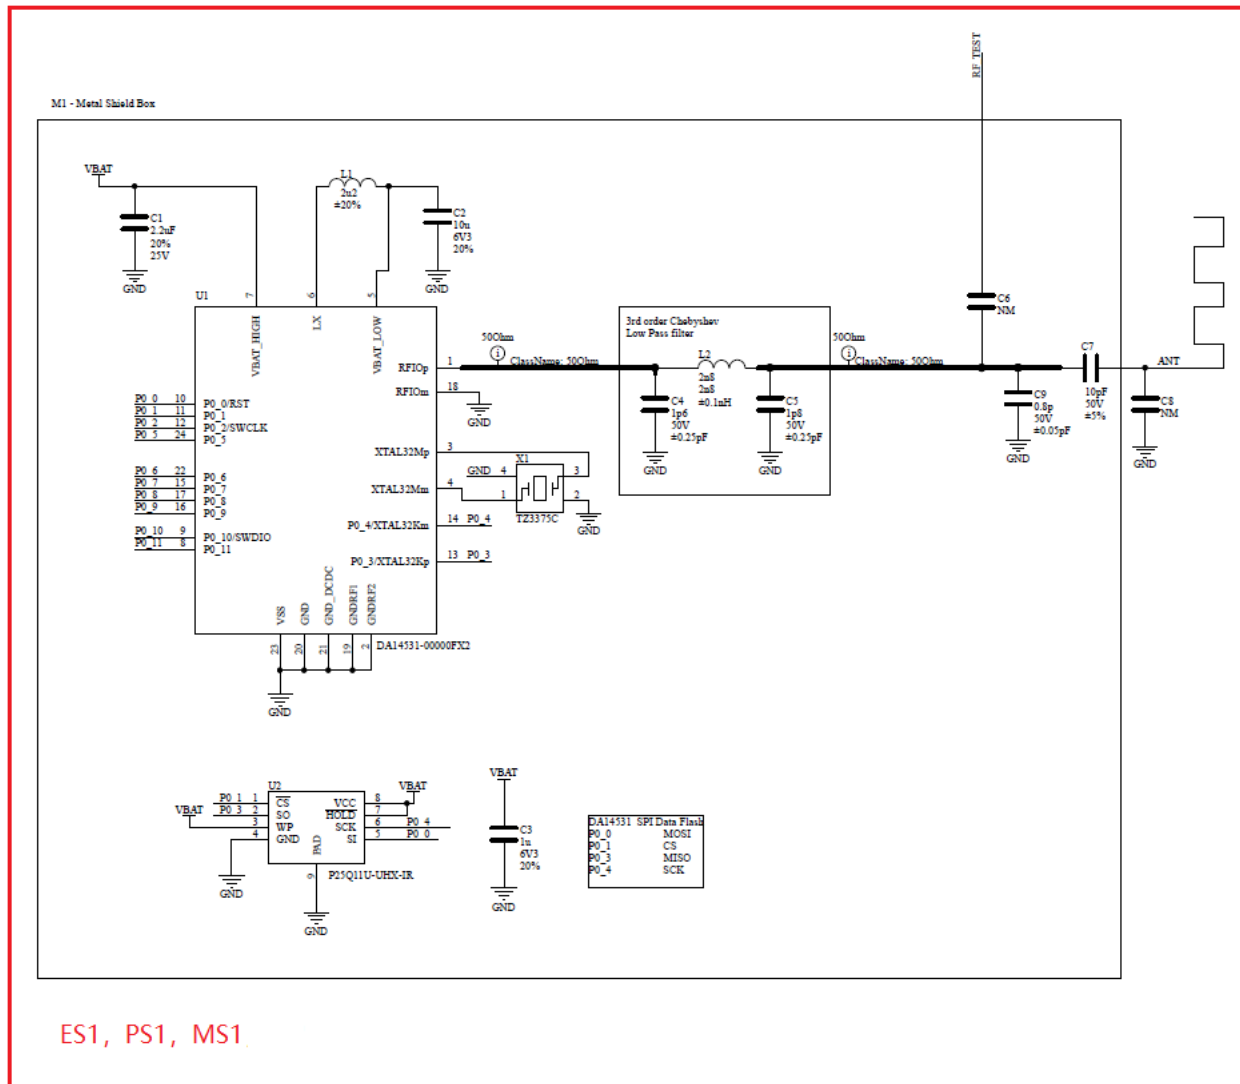 RF_TEST
M1 - Metal Shield Box
VBAT
L1
2u2
±20%
C1
2.2uF
20%
25V
GND
C2
10u
6V3
20%
GND
U1
7
6
5
VBAT_HIGH
LX
VBAT_LOW
RFIOp
1
RFIOm
18
GND
50Ohm
ClassName: 50Ohm
3rd order Chebyshev
Low Pass filter
L2
2n8
2n8
±0.1nH
C4
1p6
50V
±0.25pF
GND
C5
1p8
50V
±0.25pF
GND
50Ohm
ClassName: 50Ohm
C6
NM
C7
10pF
50V
±5%
ANT
C9
0.8p
50V
±0.05pF
GND
C8
NM
GND
P0_0 10 P0_0/RST
P0_1 11 P0_1
P0_2 12 P0_2/SWCLK
P0_5 24 P0_5
P0_6 22 P0_6
P0_7 15 P0_7
P0_8 17 P0_8
P0_9 16 P0_9
P0_10 9 P0_10/SWDIO
P0_11 8 P0_11
XTAL32Mp 3
XTAL32Mm 4
X1
GND 4
3
1
2
TZ3375C
GND
P0_4/XTAL32Km 14 P0_4
P0_3/XTAL32Kp 13 P0_3
VSS
GND
GND_DCDC
GNDRF1
GNDRF2
23
20
21
19
2
DA14531-00000FX2
GND
U2
P0_1 1 CS
P0_3 2 SO
VBAT 3 WP
4 GND
VCC 8 VBAT
HOLD 7
SCK 6 P0_4
SI 5 P0_0
PAD
9
P25Q11U-UHX-IR
GND
GND
VBAT
C3
1u
6V3
20%
GND
DA14531 SPI Data Flash
P0_0 MOSI
P0_1 CS
P0_3 MISO
P0_4 SCK
ES1, PS1, MS1